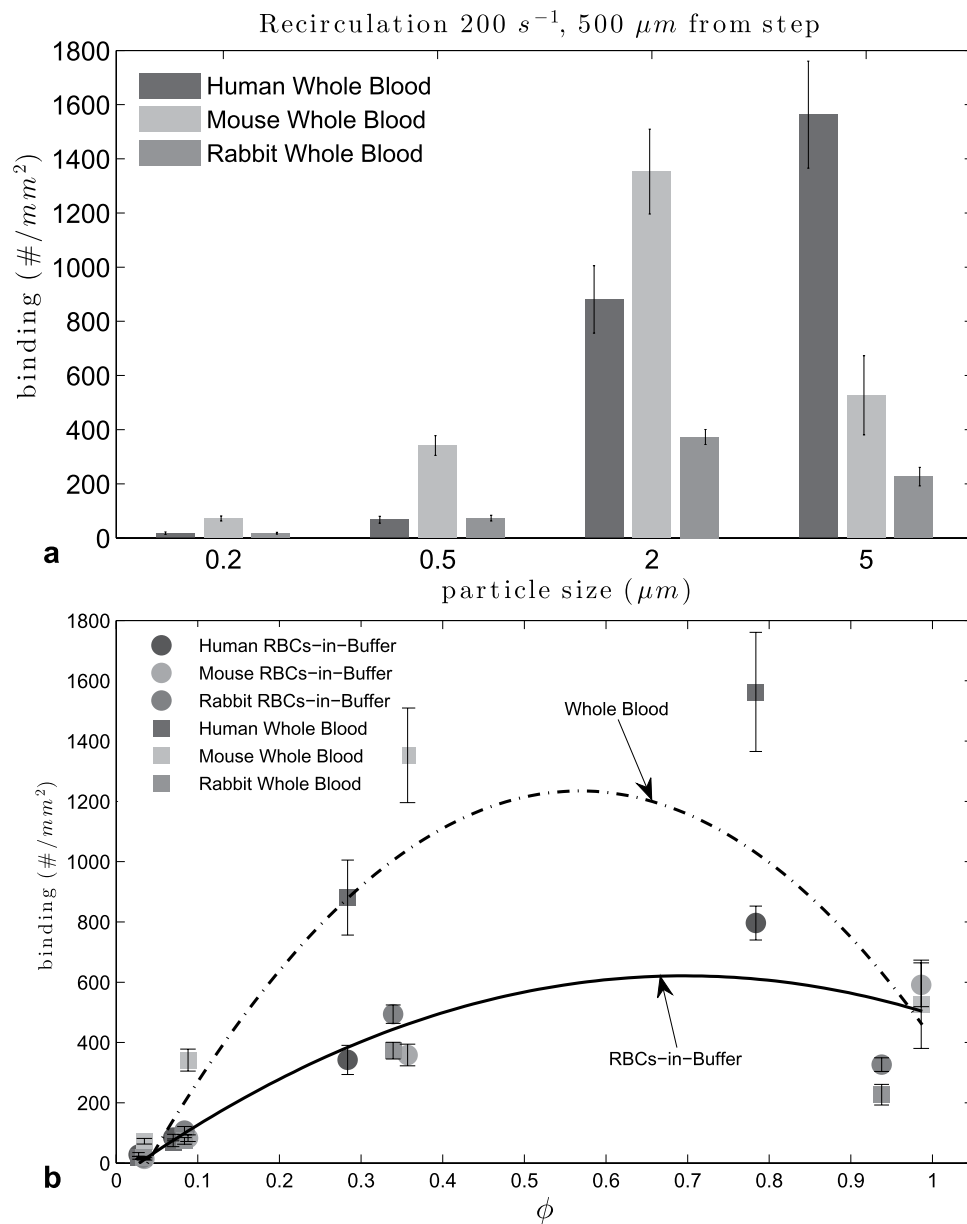 Recirculation 200 s⁻¹, 500 μm from step
1800
1600
1400
1200
1000
800
600
400
200
0
binding (#/mm²)
Human Whole Blood
Mouse Whole Blood
Rabbit Whole Blood
a
0.2
0.5
2
5
particle size (μm)
1800
1600
1400
1200
1000
800
600
400
200
0
binding (#/mm²)
Human RBCs−in−Buffer
Mouse RBCs−in−Buffer
Rabbit RBCs−in−Buffer
Human Whole Blood
Mouse Whole Blood
Rabbit Whole Blood
Whole Blood
RBCs−in−Buffer
b
0 0.1 0.2 0.3 0.4 0.5 0.6 0.7 0.8 0.9 1
ϕ